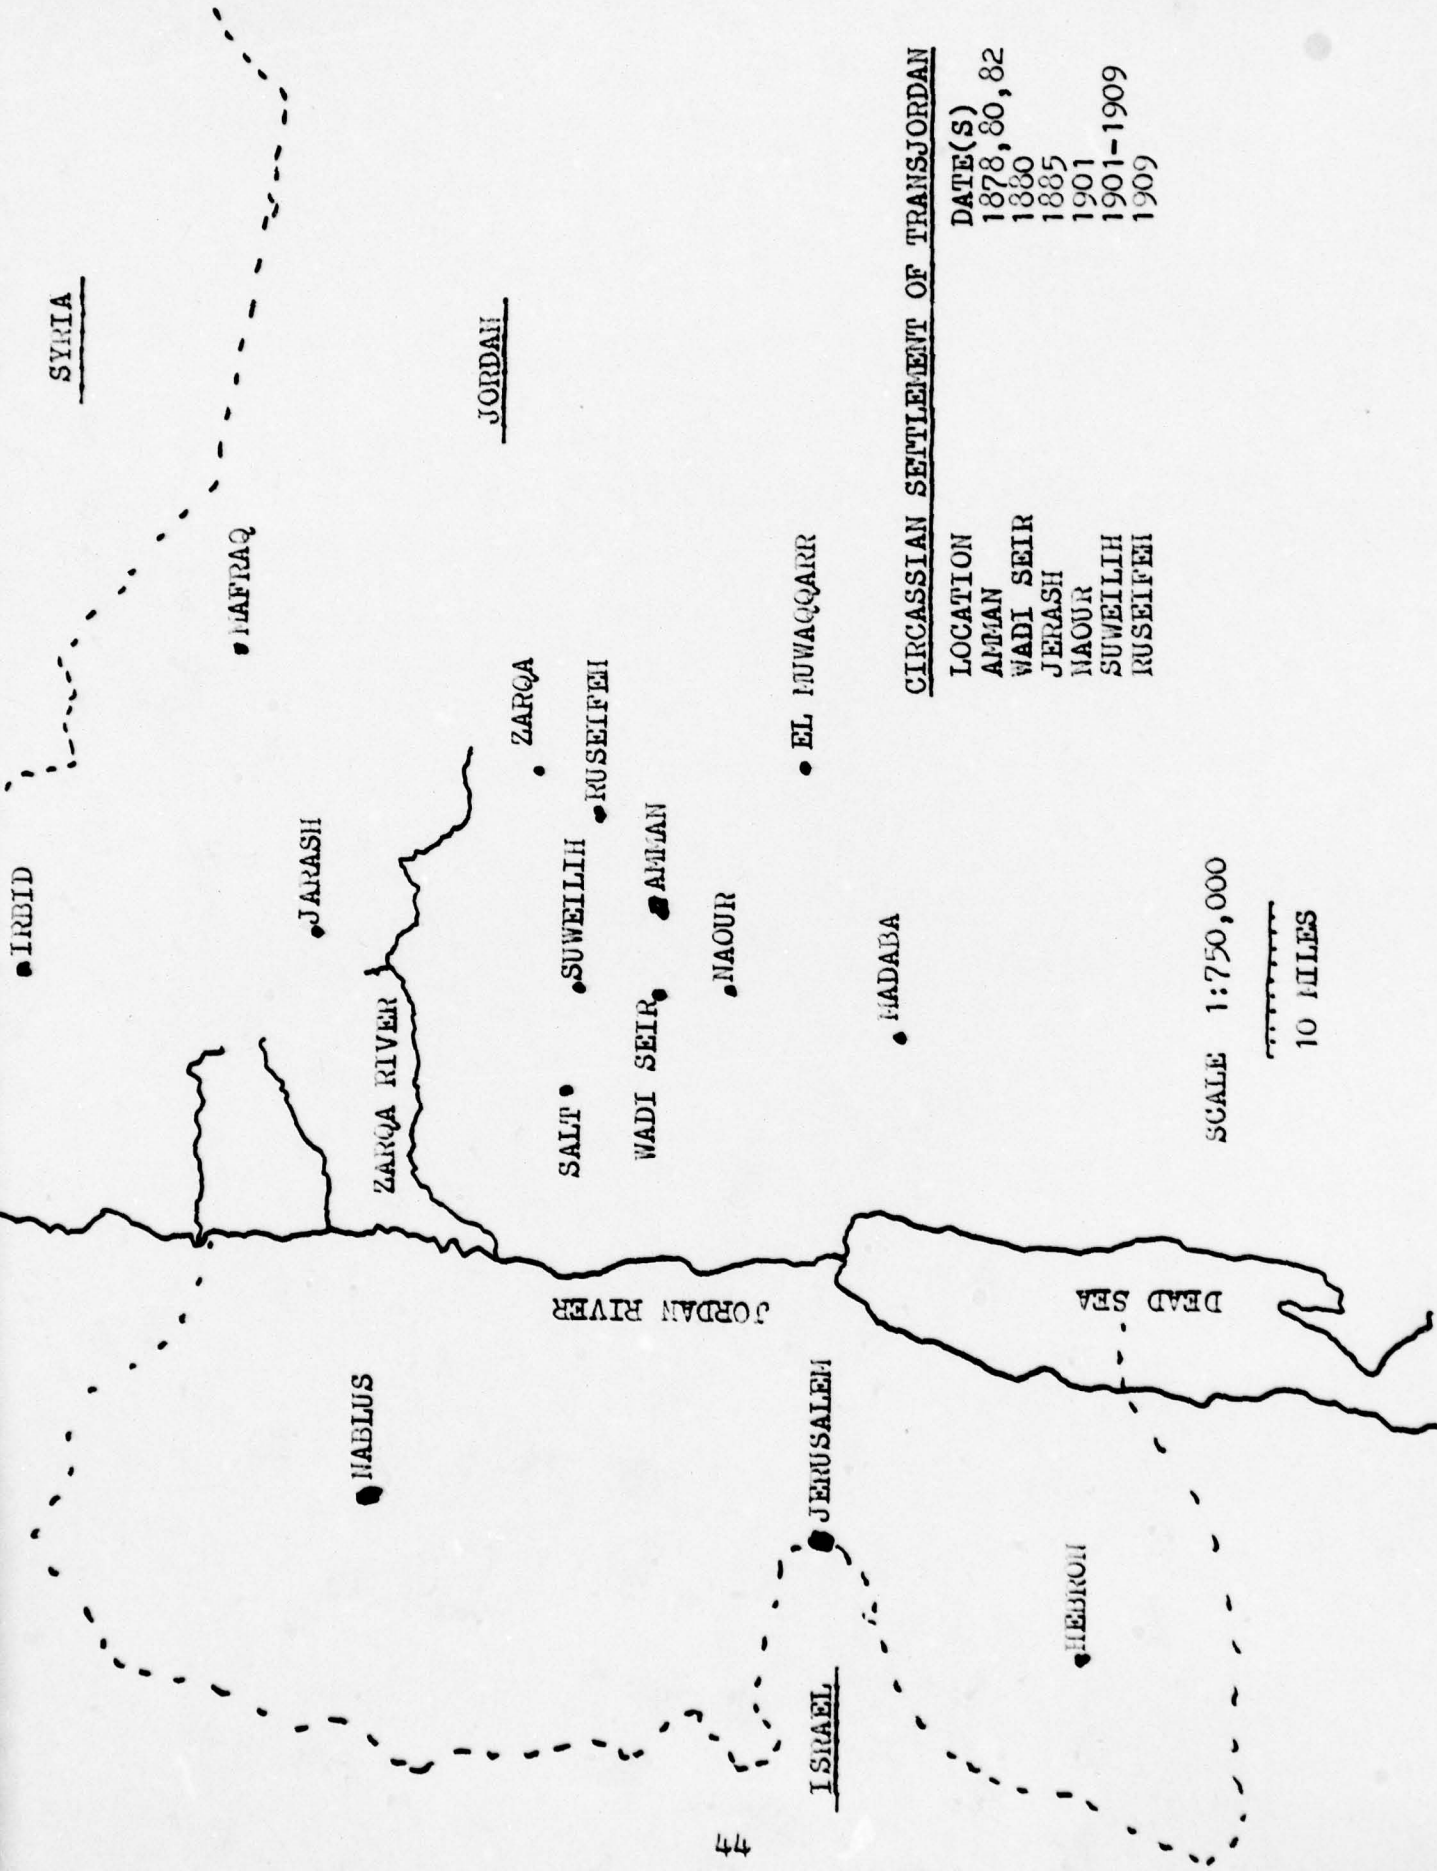 SYRIA
IRBID
MAFRAQ
JARASH
JORDAN
ZARQA RIVER
ZARQA
NABLUS
SALT
SUWEILIH
RUSEIFEH
JORDAN RIVER
WADI SEIR
AMMAN
NAOUR
ISRAEL
JERUSALEM
EL MUWAQQARR
MADABA
HEBRON
DEAD SEA
CIRCASSIAN SETTLEMENT OF TRANSJORDAN
LOCATION DATE(S)
AMMAN 1878,80,82
WADI SEIR 1880
JERASH 1885
NAOUR 1901
SUWEILIH 1901-1909
RUSEIFEH 1909
SCALE 1:750,000
10 MILES
44